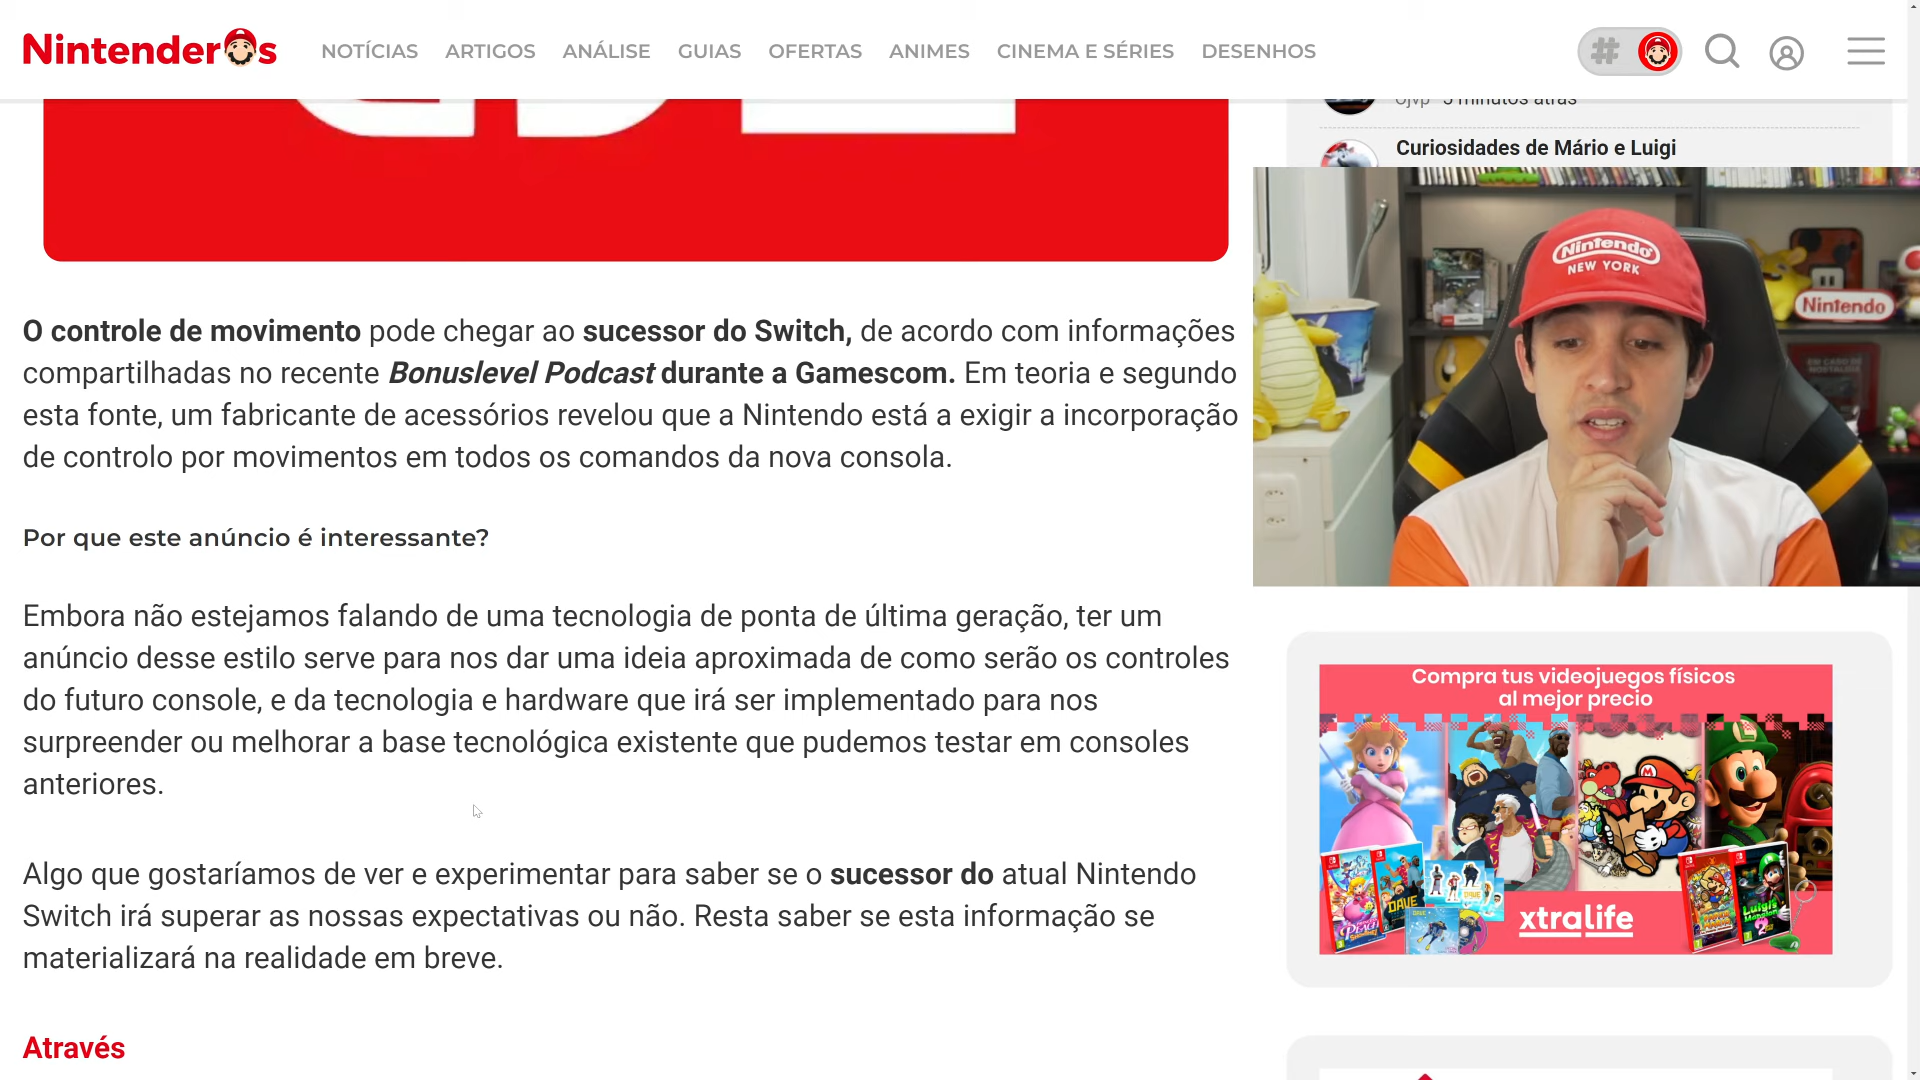 Nintenderos
NOTÍCIAS ARTIGOS ANÁLISE GUIAS OFERTAS ANIMES CINEMA E SÉRIES DESENHOS
5 minutos atrás
Curiosidades de Mário e Luigi
Nintendo
NEW YORK
Nintendo
O controle de movimento pode chegar ao sucessor do Switch, de acordo com informações
compartilhadas no recente Bonuslevel Podcast durante a Gamescom. Em teoria e segundo
esta fonte, um fabricante de acessórios revelou que a Nintendo está a exigir a incorporação
de controlo por movimentos em todos os comandos da nova consola.
Por que este anúncio é interessante?
Embora não estejamos falando de uma tecnologia de ponta de última geração, ter um
anúncio desse estilo serve para nos dar uma ideia aproximada de como serão os controles
do futuro console, e da tecnologia e hardware que irá ser implementado para nos
surpreender ou melhorar a base tecnológica existente que pudemos testar em consoles
anteriores.
Algo que gostaríamos de ver e experimentar para saber se o sucessor do atual Nintendo
Switch irá superar as nossas expectativas ou não. Resta saber se esta informação se
materializará na realidade em breve.
Através
Compra tus videojuegos físicos
al mejor precio
PEACH
DAVE
Luigi's
Mansion
2
xtralife